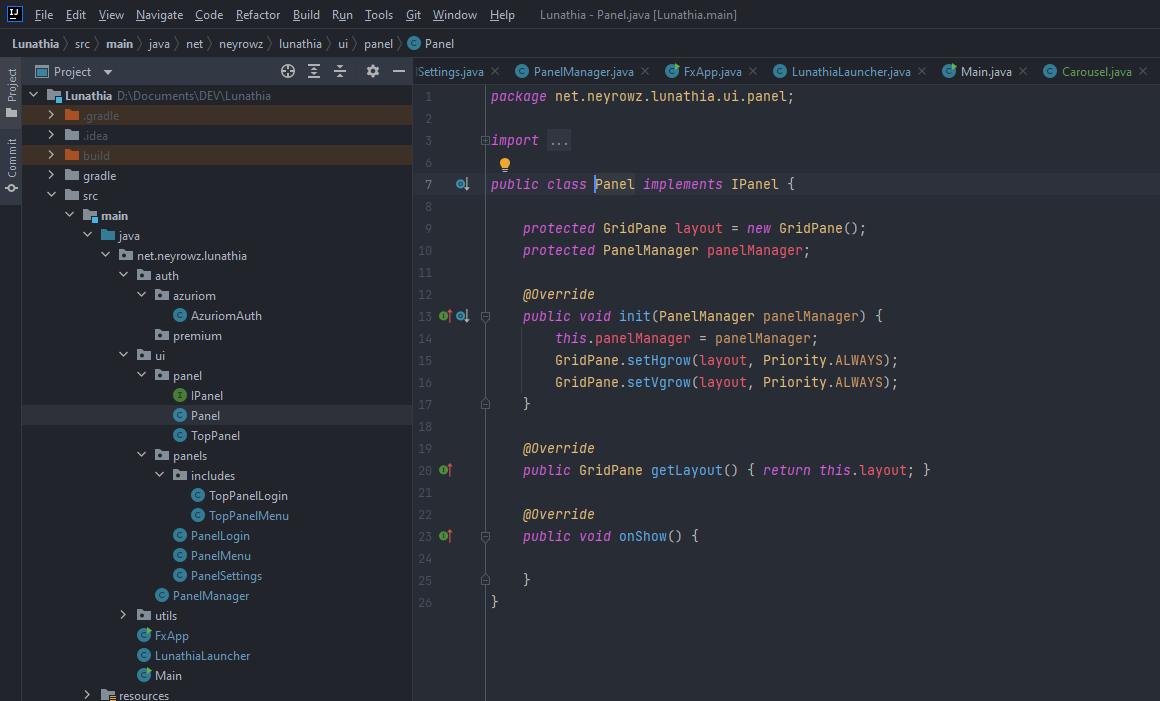 File Edit View Navigate Code Refactor Build Run Tools Git Window Help Lunathia - Panel.java [Lunathia.main]
Lunathia src main java net neyrowz lunathia ui panel Panel
Project
Commit
Project
Settings.java PanelManager.java FxApp.java LunathiaLauncher.java Main.java Carousel.java
Lunathia D:\Documents\DEV\Lunathia
.gradle
.idea
build
gradle
src
main
java
net.neyrowz.lunathia
auth
azuriom
AzuriomAuth
premium
ui
panel
IPanel
Panel
TopPanel
panels
includes
TopPanelLogin
TopPanelMenu
PanelLogin
PanelMenu
PanelSettings
PanelManager
utils
FxApp
LunathiaLauncher
Main
resources
1 package net.neyrowz.lunathia.ui.panel;
2
3 import ...
6
7 public class Panel implements IPanel {
8
9 protected GridPane layout = new GridPane();
10 protected PanelManager panelManager;
11
12 @Override
13 public void init(PanelManager panelManager) {
14 this.panelManager = panelManager;
15 GridPane.setHgrow(layout, Priority.ALWAYS);
16 GridPane.setVgrow(layout, Priority.ALWAYS);
17 }
18
19 @Override
20 public GridPane getLayout() { return this.layout; }
21
22 @Override
23 public void onShow() {
24
25 }
26 }